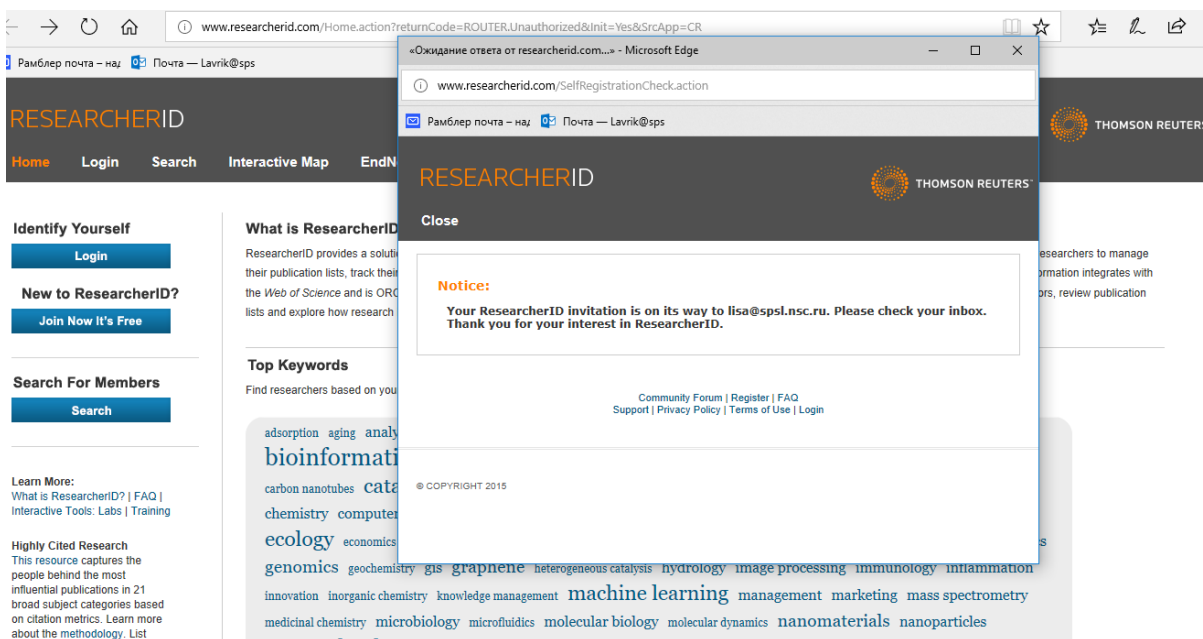 www.researcherid.com/Home.action?returnCode=ROUTER.Unauthorized&Init=Yes&SrcApp=CR
Рамблер почта – над Почта — Lavrik@sps
RESEARCHERID
THOMSON REUTERS
Home Login Search Interactive Map EndN
Identify Yourself
Login
New to ResearcherID?
Join Now It's Free
Search For Members
Search
Learn More:
What is ResearcherID? | FAQ |
Interactive Tools: Labs | Training
Highly Cited Research
This resource captures the
people behind the most
influential publications in 21
broad subject categories based
on citation metrics. Learn more
about the methodology. List
What is ResearcherID
ResearcherID provides a soluti
esearchers to manage
their publication lists, track their
ormation integrates with
the Web of Science and is ORC
ors, review publication
lists and explore how research
Top Keywords
Find researchers based on you
adsorption aging analy
bioinformati
carbon nanotubes cata
chemistry computer
ecology economics
s
genomics geochemistry gis graphene heterogeneous catalysis hydrology image processing immunology inflammation
innovation inorganic chemistry knowledge management machine learning management marketing mass spectrometry
medicinal chemistry microbiology microfluidics molecular biology molecular dynamics nanomaterials nanoparticles
«Ожидание ответа от researcherid.com...» - Microsoft Edge
www.researcherid.com/SelfRegistrationCheck.action
Рамблер почта – над Почта — Lavrik@sps
RESEARCHERID
THOMSON REUTERS
Close
Notice:
Your ResearcherID invitation is on its way to lisa@spsl.nsc.ru. Please check your inbox.
Thank you for your interest in ResearcherID.
Community Forum | Register | FAQ
Support | Privacy Policy | Terms of Use | Login
© COPYRIGHT 2015